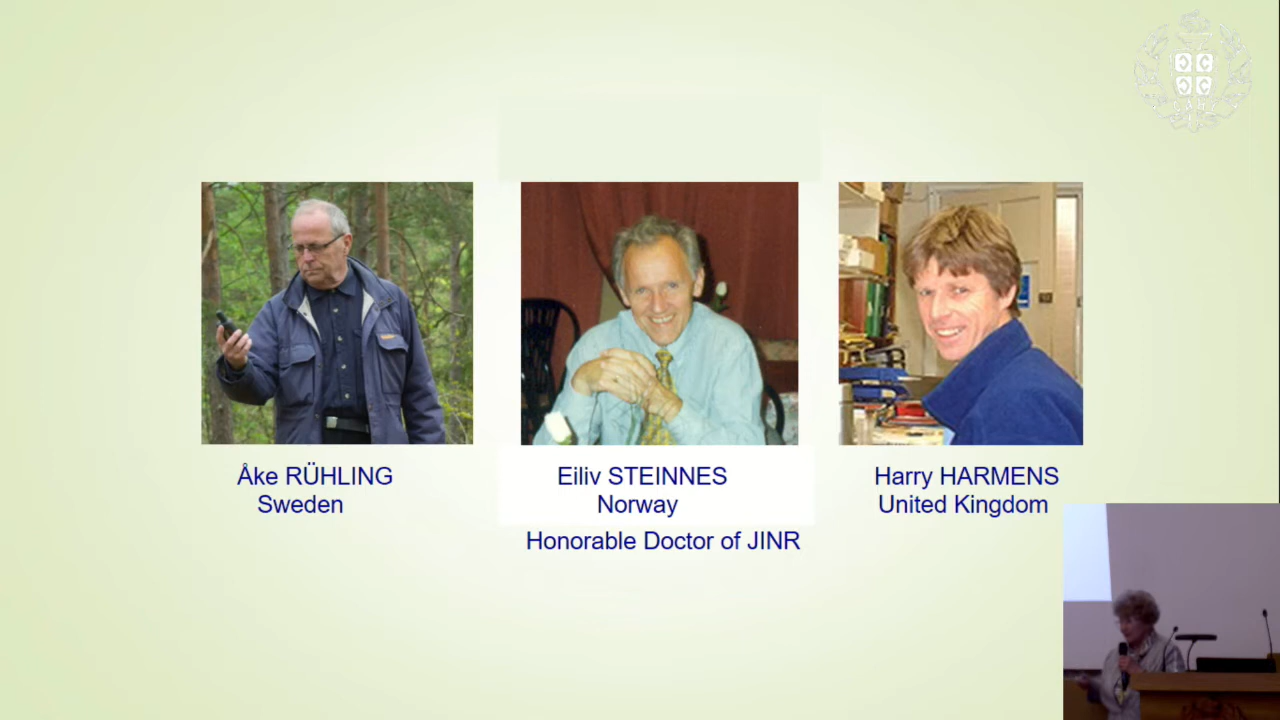 Åke RÜHLING
Sweden
Eiliv STEINNES
Norway
Honorable Doctor of JINR
Harry HARMENS
United Kingdom